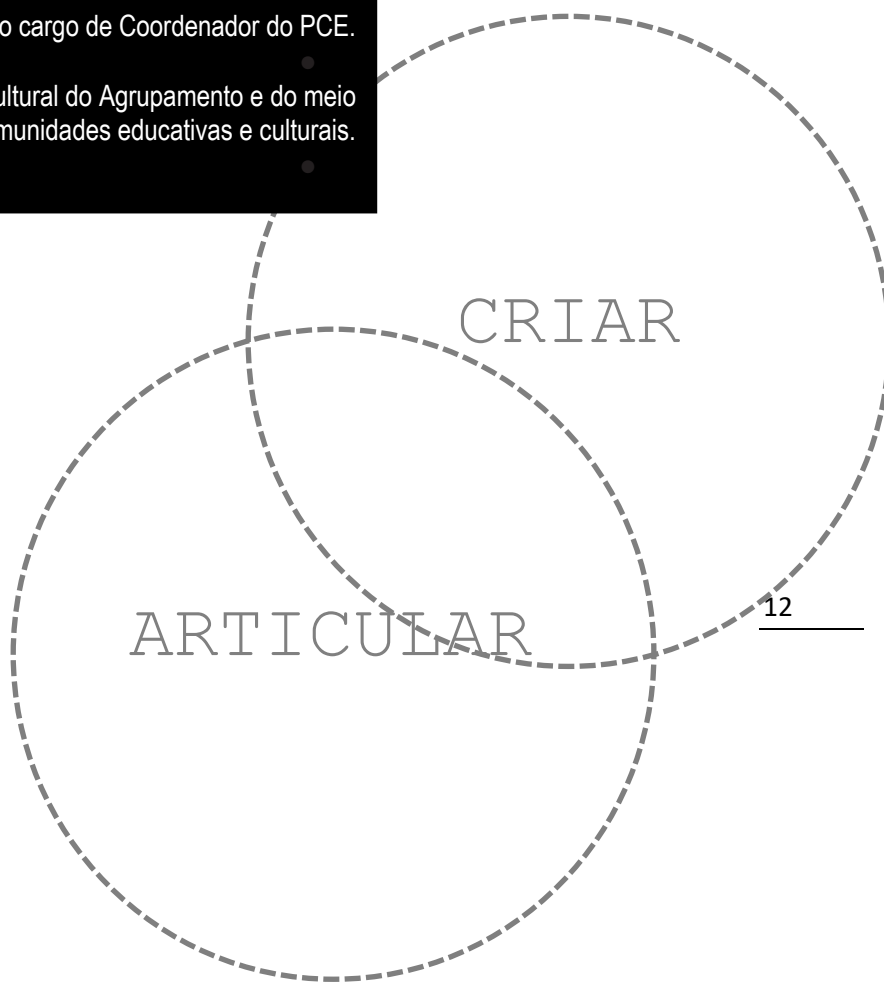 o cargo de Coordenador do PCE.
ultural do Agrupamento e do meio
munidades educativas e culturais.
CRIAR
12
ARTICULAR